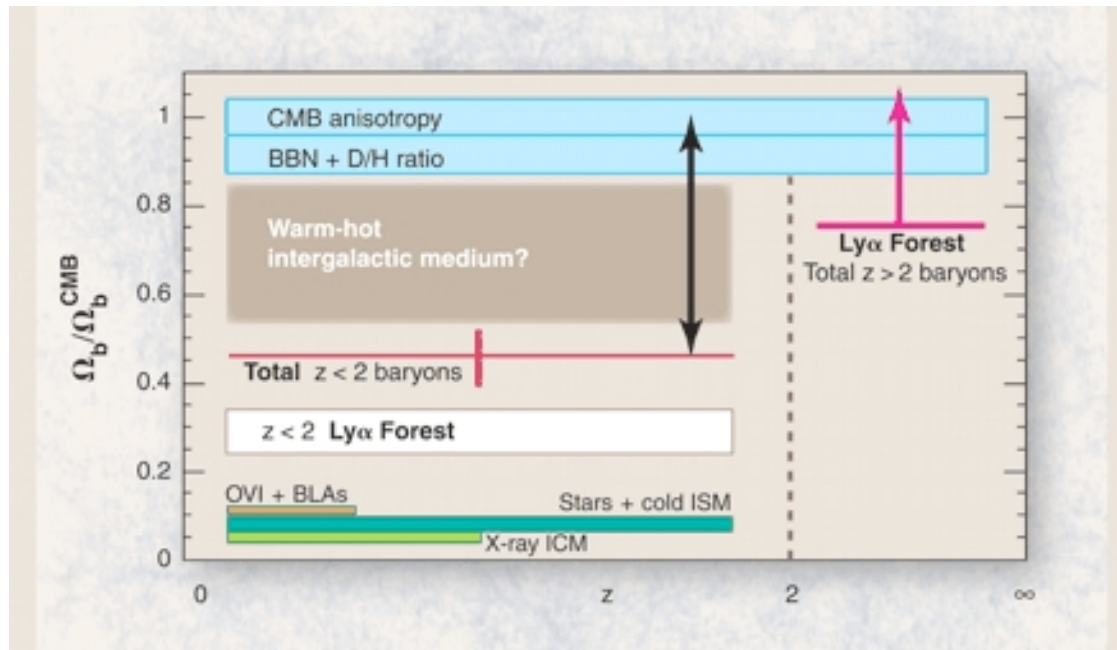 1
0.8
0.6
0.4
0.2
0
Ωb/ΩbCMB
CMB anisotropy
BBN + D/H ratio
Warm-hot
intergalactic medium?
Lyα Forest
Total z > 2 baryons
Total z < 2 baryons
z < 2 Lyα Forest
OVI + BLAs
Stars + cold ISM
X-ray ICM
0
z
2
∞